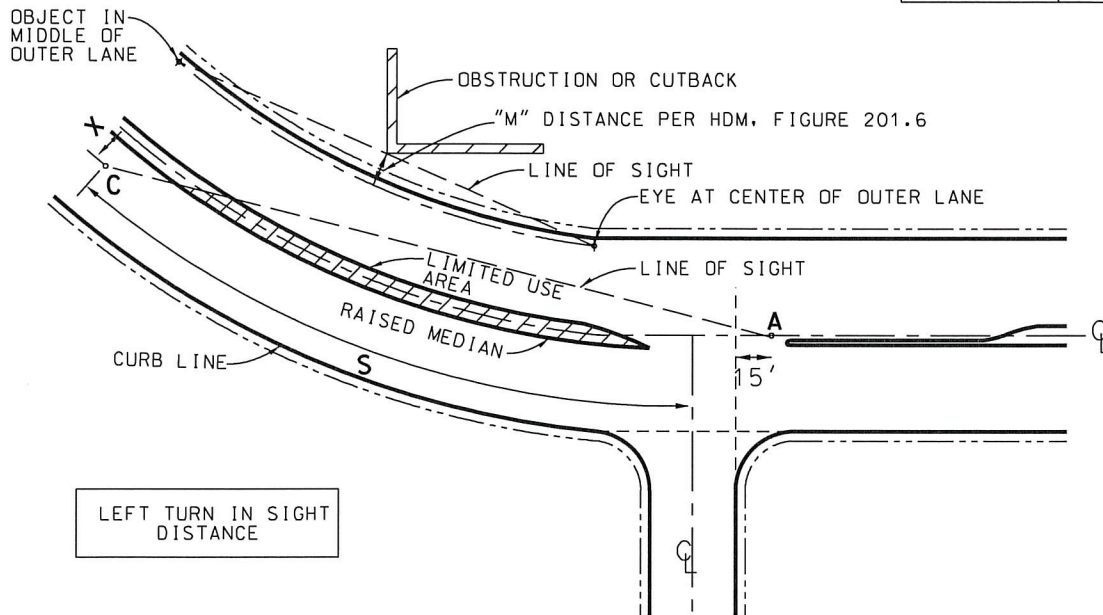 OBJECT IN
MIDDLE OF
OUTER LANE
OBSTRUCTION OR CUTBACK
"M" DISTANCE PER HDM, FIGURE 201.6
LINE OF SIGHT
EYE AT CENTER OF OUTER LANE
X
C
LIMITED USE
AREA
LINE OF SIGHT
RAISED MEDIAN
A
CL
CURB LINE
S
15'
LEFT TURN IN SIGHT
DISTANCE
CL